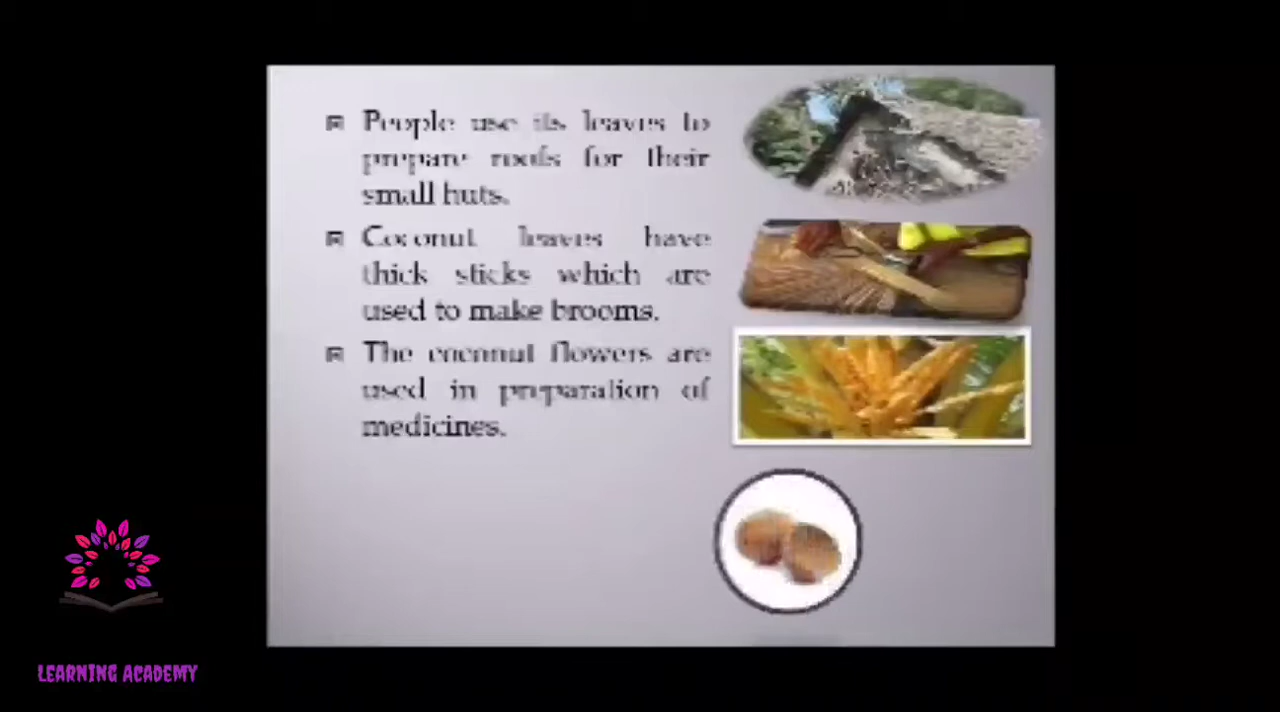 People use its leaves to
prepare roofs for their
small huts.
Coconut leaves have
thick sticks which are
used to make brooms.
The coconut flowers are
used in preparation of
medicines.
LEARNING ACADEMY